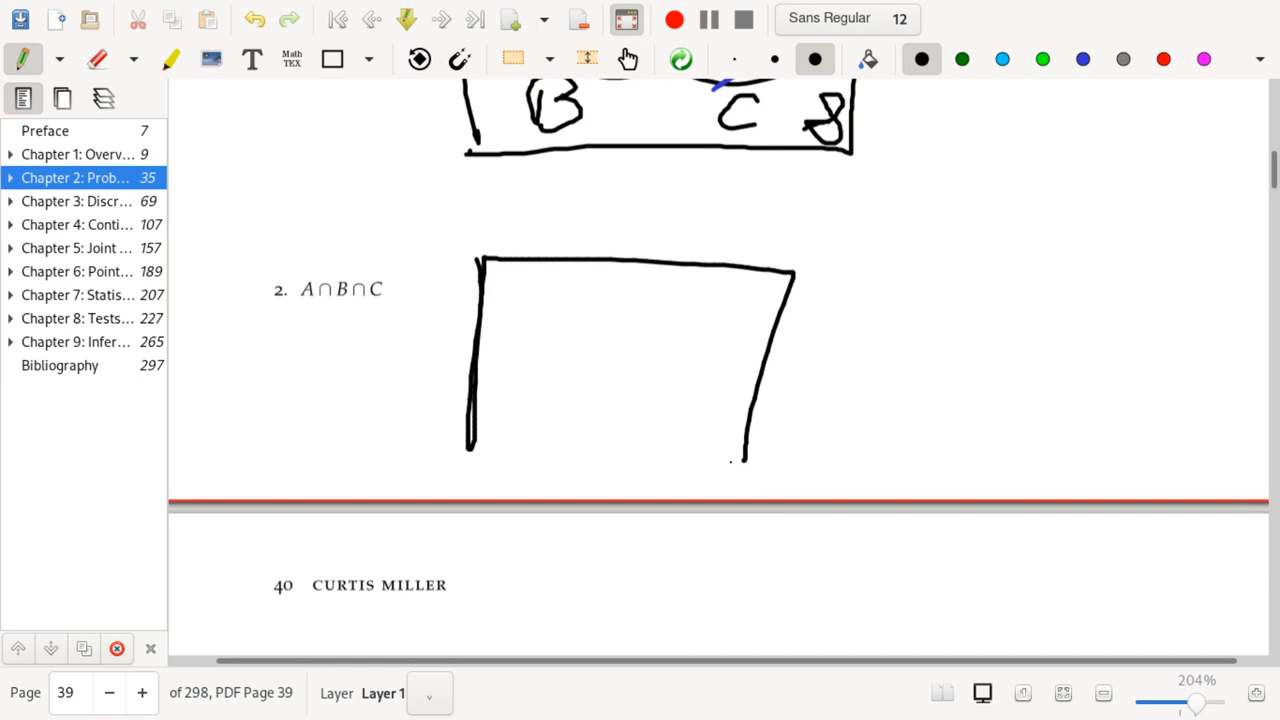 Sans Regular 12
T Math TEX
Preface 7
Chapter 1: Overv... 9
Chapter 2: Prob... 35
Chapter 3: Discr... 69
Chapter 4: Conti... 107
Chapter 5: Joint ... 157
Chapter 6: Point... 189
Chapter 7: Statis... 207
Chapter 8: Tests... 227
Chapter 9: Infer... 265
Bibliography 297
B C S
2. A∩B∩C
40 CURTIS MILLER
Page 39 of 298, PDF Page 39 Layer Layer 1 204%